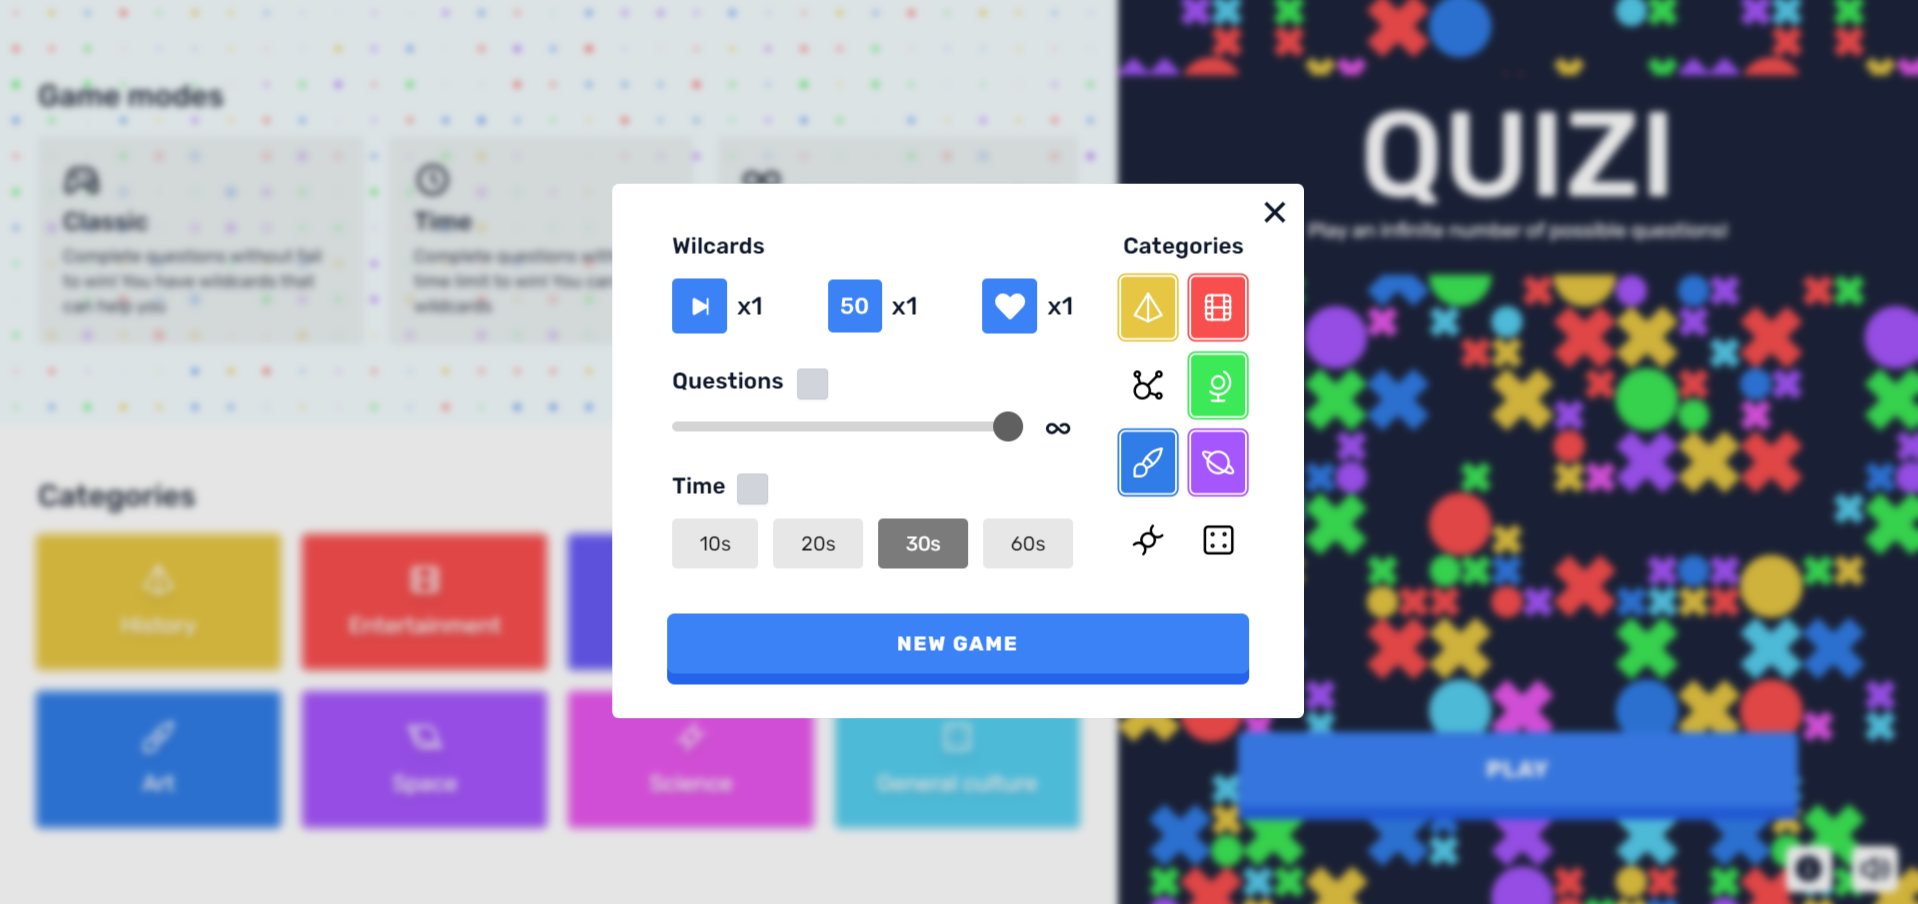 Game modes
Classic
Complete questions without fail
to win! You have wildcards that
can help you
Time
Complete questions with
time limit to win! You can
wildcards
Categories
History
Entertainment
Art
Space
Science
General culture
Wilcards
x1
50 x1
x1
Questions
∞
Time
10s 20s 30s 60s
Categories
NEW GAME
QUIZI
Play an infinite number of possible questions!
PLAY